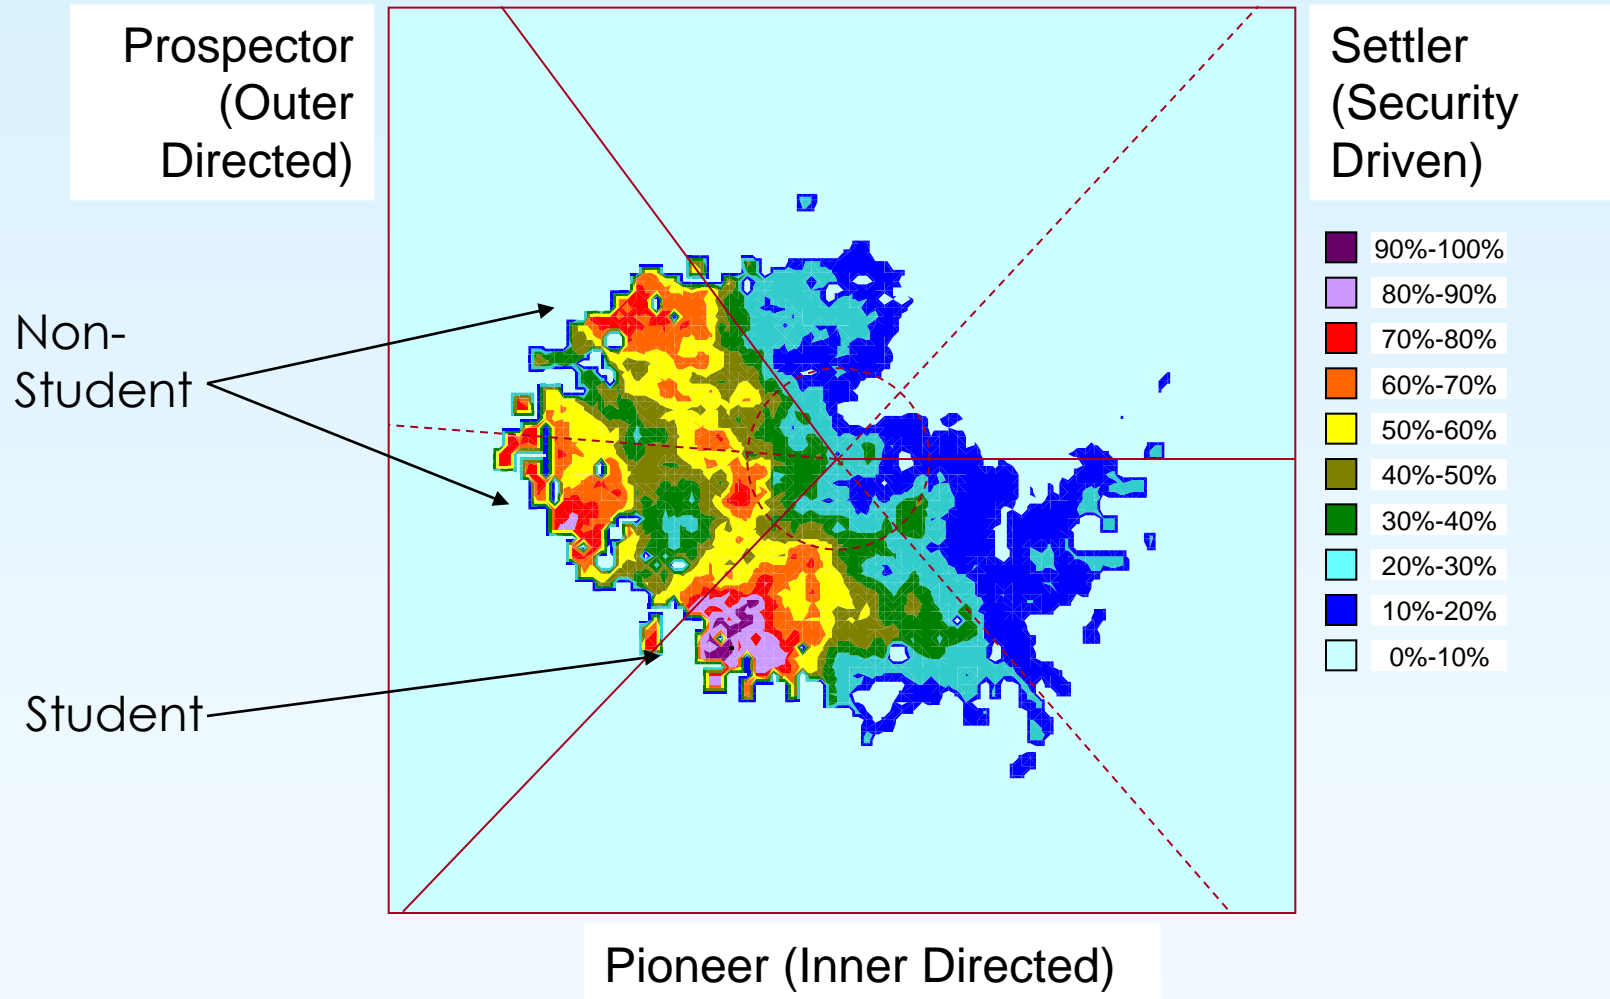 Prospector
(Outer
Directed)
Settler
(Security
Driven)
90%-100%
80%-90%
70%-80%
60%-70%
50%-60%
40%-50%
30%-40%
20%-30%
10%-20%
0%-10%
Non-
Student
Student
Pioneer (Inner Directed)